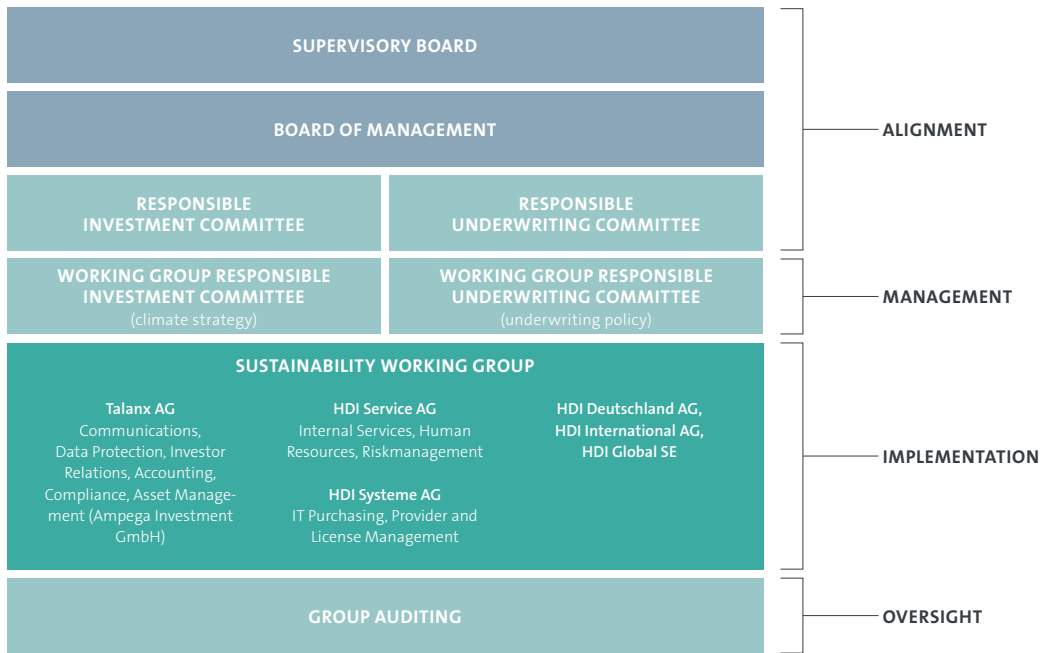 SUPERVISORY BOARD
BOARD OF MANAGEMENT
ALIGNMENT
RESPONSIBLE
INVESTMENT COMMITTEE
RESPONSIBLE
UNDERWRITING COMMITTEE
WORKING GROUP RESPONSIBLE
INVESTMENT COMMITTEE
(climate strategy)
WORKING GROUP RESPONSIBLE
UNDERWRITING COMMITTEE
(underwriting policy)
MANAGEMENT
SUSTAINABILITY WORKING GROUP
Talanx AG
Communications,
Data Protection, Investor
Relations, Accounting,
Compliance, Asset Manage-
ment (Ampega Investment
GmbH)
HDI Service AG
Internal Services, Human
Resources, Riskmanagement
HDI Systeme AG
IT Purchasing, Provider and
License Management
HDI Deutschland AG,
HDI International AG,
HDI Global SE
IMPLEMENTATION
GROUP AUDITING
OVERSIGHT